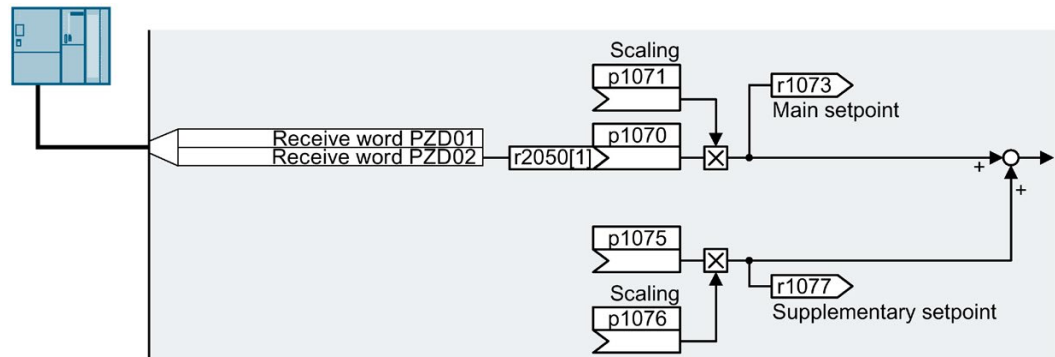 Scaling
p1071
r1073
Main setpoint
Receive word PZD01
Receive word PZD02
r2050[1]
p1070
+
+
p1075
r1077
Supplementary setpoint
Scaling
p1076